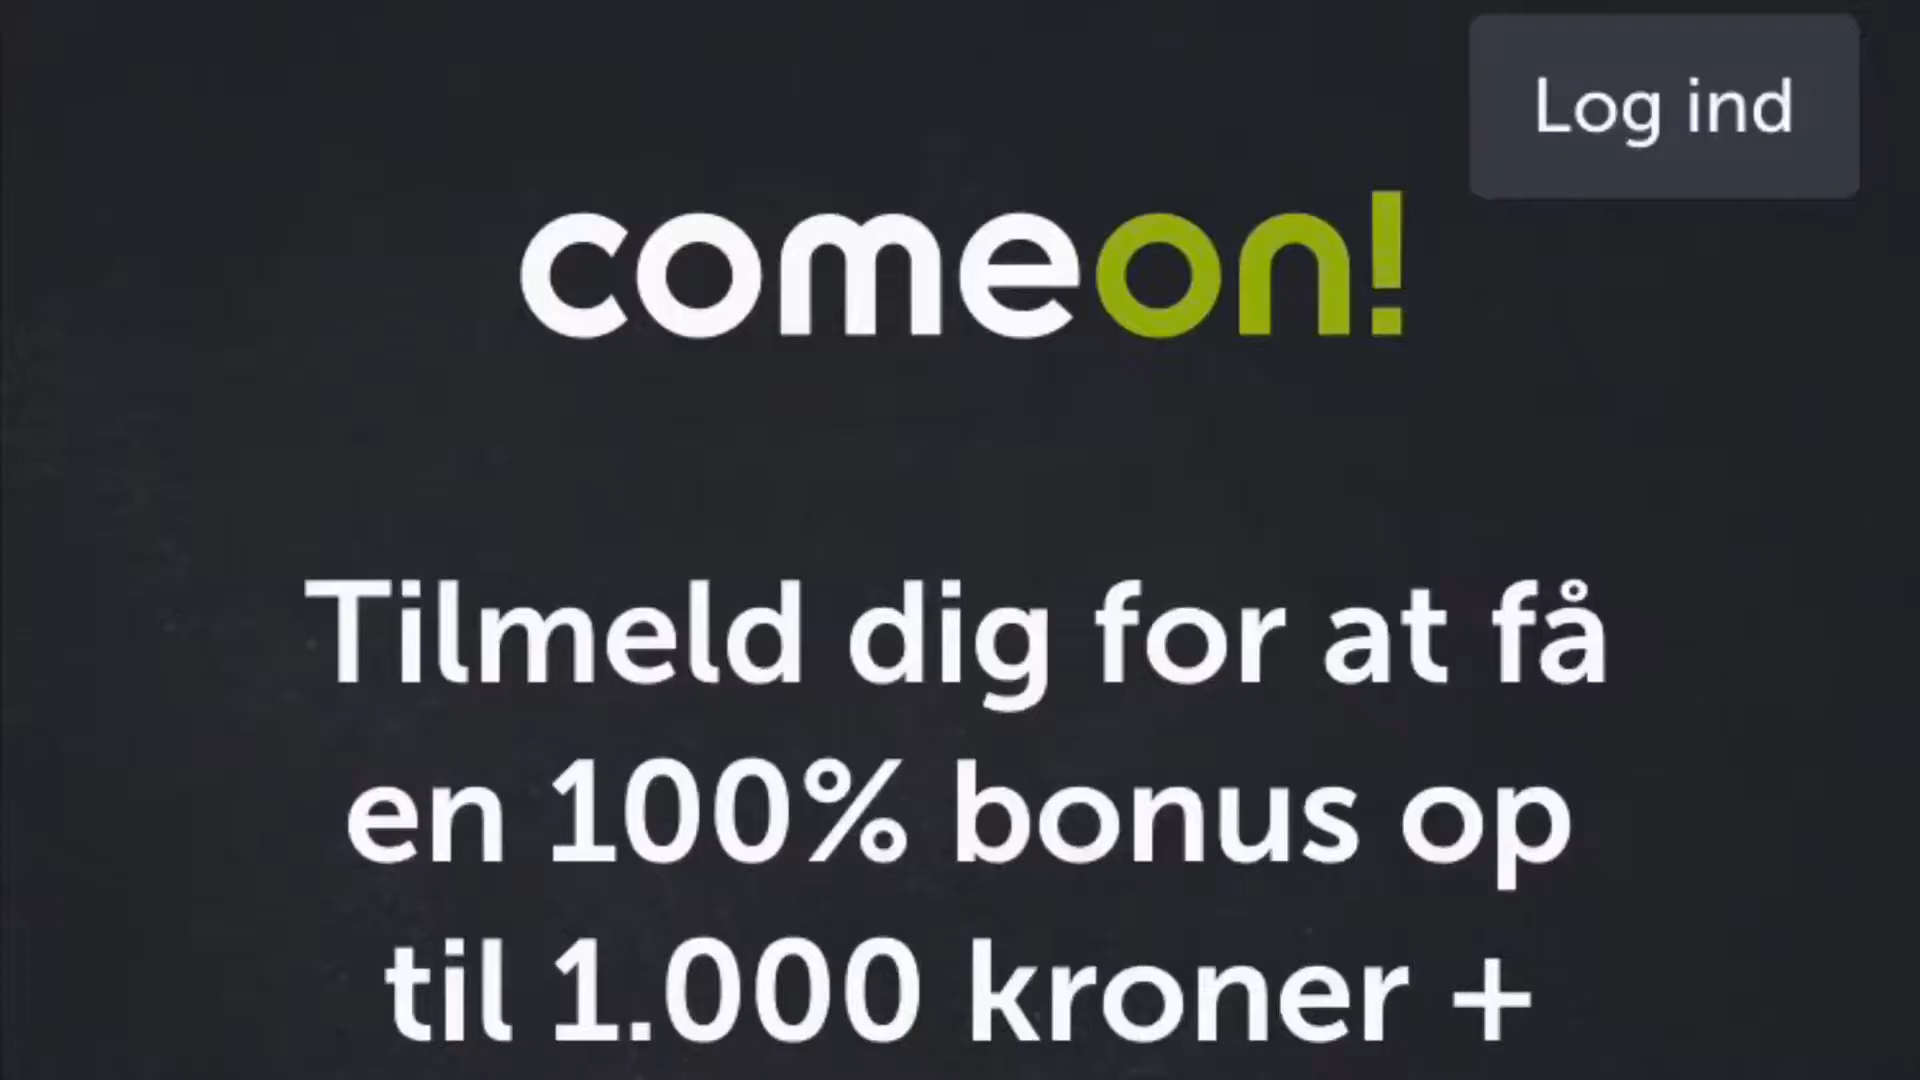 Log ind
comeon!
Tilmeld dig for at få
en 100% bonus op
til 1.000 kroner +